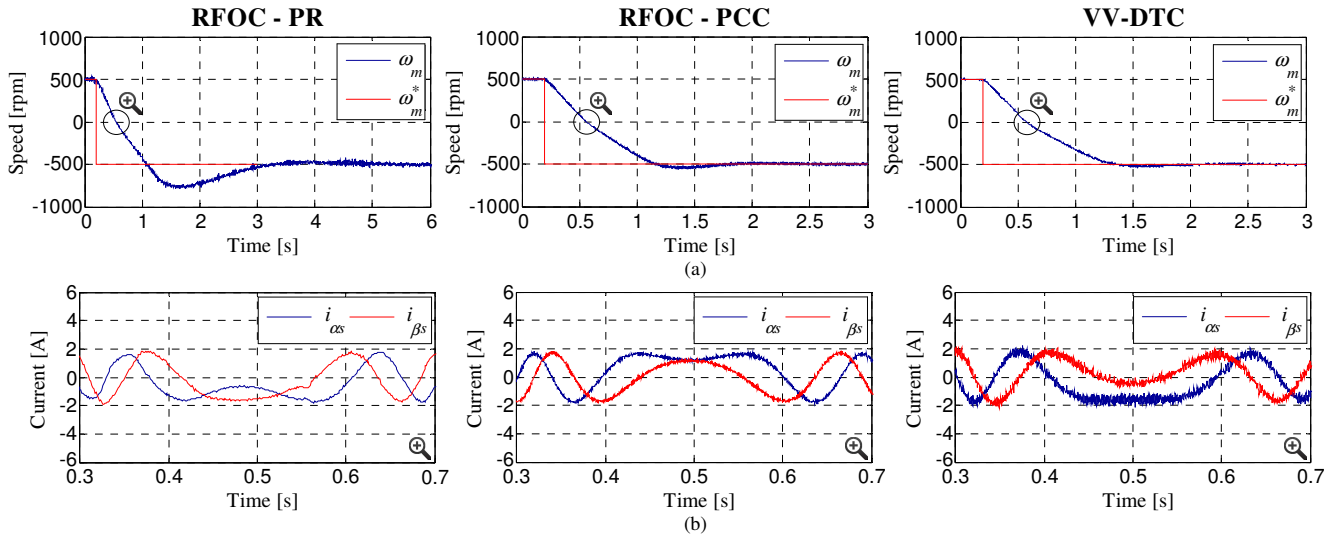 RFOC - PR
RFOC - PCC
VV-DTC
Speed [rpm]
1000
500
0
-500
-1000
ω_m
ω_m^*
0 1 2 3 4 5 6
Time [s]
Speed [rpm]
1000
500
0
-500
-1000
ω_m
ω_m^*
0 0.5 1 1.5 2 2.5 3
Time [s]
Speed [rpm]
1000
500
0
-500
-1000
ω_m
ω_m^*
0 0.5 1 1.5 2 2.5 3
Time [s]
(a)
Current [A]
6
4
2
0
-2
-4
-6
i_αs i_βs
0.3 0.4 0.5 0.6 0.7
Time [s]
Current [A]
6
4
2
0
-2
-4
-6
i_αs i_βs
0.3 0.4 0.5 0.6 0.7
Time [s]
Current [A]
6
4
2
0
-2
-4
-6
i_αs i_βs
0.3 0.4 0.5 0.6 0.7
Time [s]
(b)